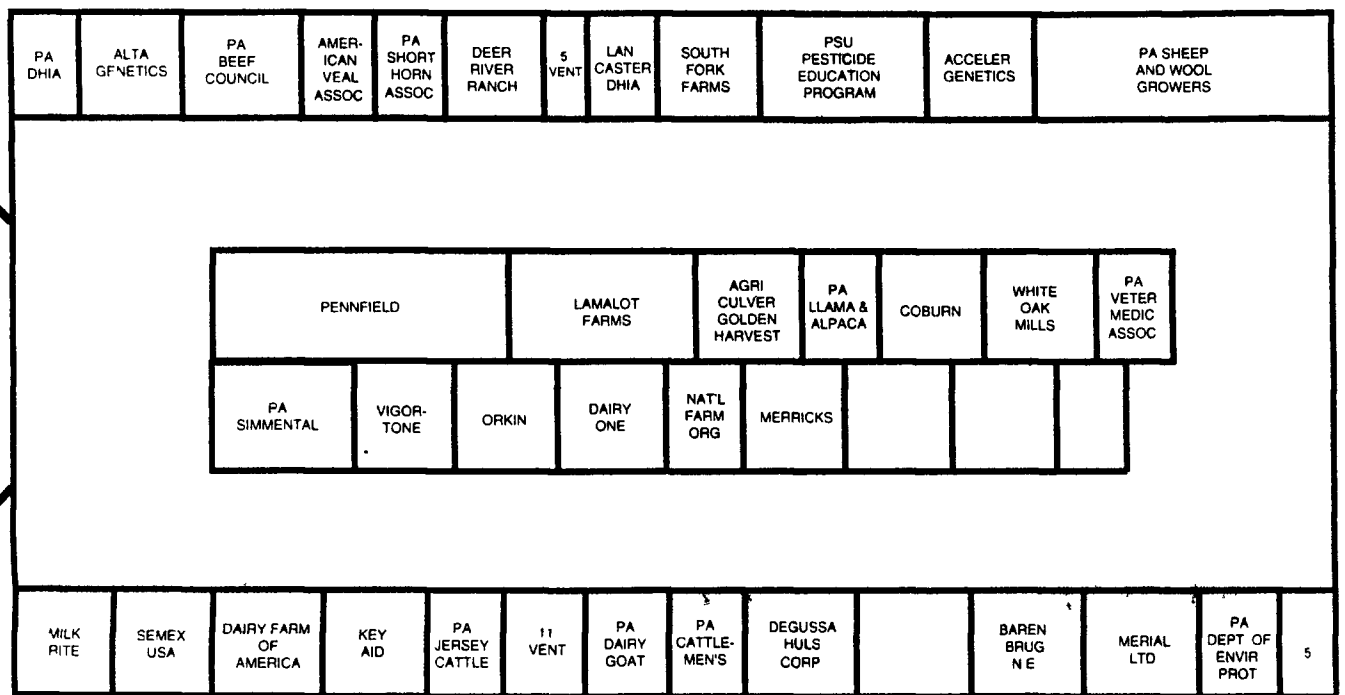 PA
DHIA
ALTA
GENETICS
PA
BEEF
COUNCIL
AMER-
ICAN
VEAL
ASSOC
PA
SHORT
HORN
ASSOC
DEER
RIVER
RANCH
5
VENT
LAN
CASTER
DHIA
SOUTH
FORK
FARMS
PSU
PESTICIDE
EDUCATION
PROGRAM
ACCELER
GENETICS
PA SHEEP
AND WOOL
GROWERS
PENNFIELD
LAMALOT
FARMS
AGRI
CULVER
GOLDEN
HARVEST
PA
LLAMA &
ALPACA
COBURN
WHITE
OAK
MILLS
PA
VETER
MEDIC
ASSOC
PA
SIMMENTAL
VIGOR-
TONE
ORKIN
DAIRY
ONE
NAT'L
FARM
ORG
MERRICKS
MILK
RITE
SEMEX
USA
DAIRY FARM
OF
AMERICA
KEY
AID
PA
JERSEY
CATTLE
11
VENT
PA
DAIRY
GOAT
PA
CATTLE-
MEN'S
DEGUSSA
HULS
CORP
BAREN
BRUG
N E
MERIAL
LTD
PA
DEPT OF
ENVIR
PROT
5